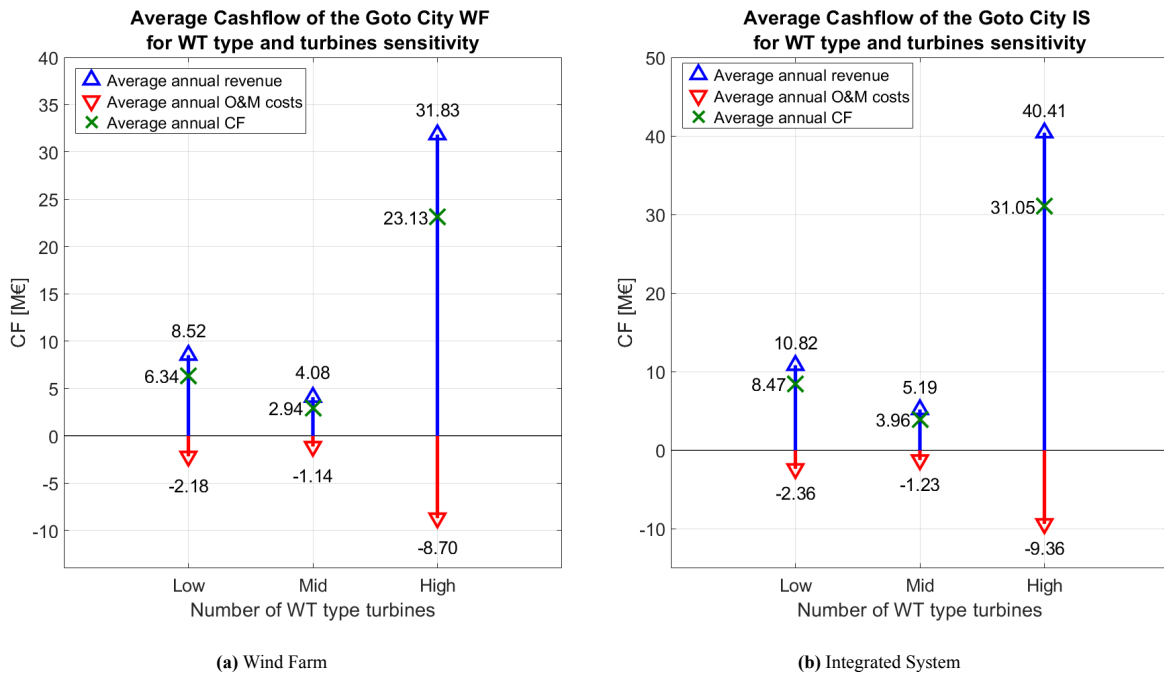 Average Cashflow of the Goto City WF
for WT type and turbines sensitivity
40
35
30
25
20
15
10
5
0
-5
-10
CF [M€]
Average annual revenue
Average annual O&M costs
Average annual CF
31.83
23.13
8.52
6.34
4.08
2.94
-2.18
-1.14
-8.70
Low Mid High
Number of WT type turbines
(a) Wind Farm
Average Cashflow of the Goto City IS
for WT type and turbines sensitivity
50
40
30
20
10
0
-10
CF [M€]
Average annual revenue
Average annual O&M costs
Average annual CF
40.41
31.05
10.82
8.47
5.19
3.96
-2.36
-1.23
-9.36
Low Mid High
Number of WT type turbines
(b) Integrated System